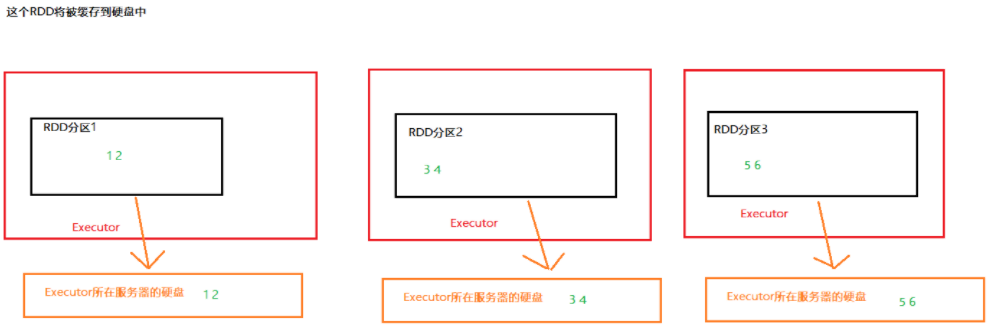 这个RDD将被缓存到硬盘中
RDD分区1
1 2
Executor
Executor所在服务器的硬盘 1 2
RDD分区2
3 4
Executor
Executor所在服务器的硬盘 3 4
RDD分区3
5 6
Executor
Executor所在服务器的硬盘 5 6